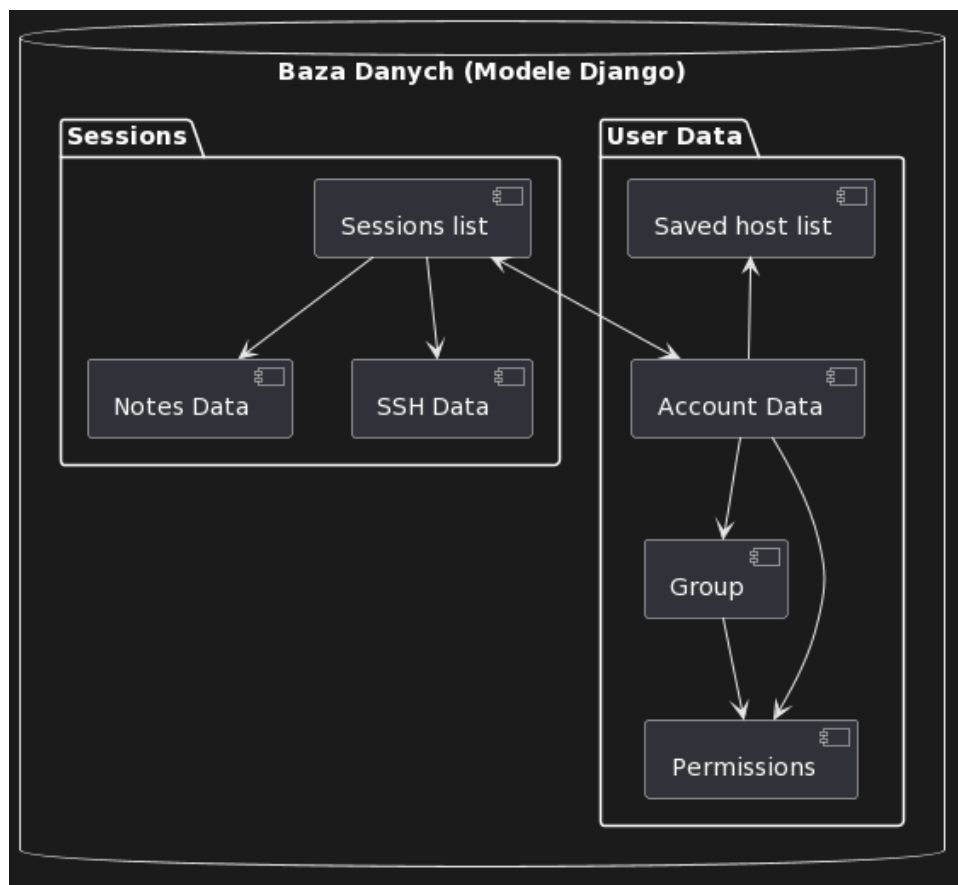 Baza Danych (Modele Django)
Sessions
User Data
Sessions list
Saved host list
Notes Data
SSH Data
Account Data
Group
Permissions